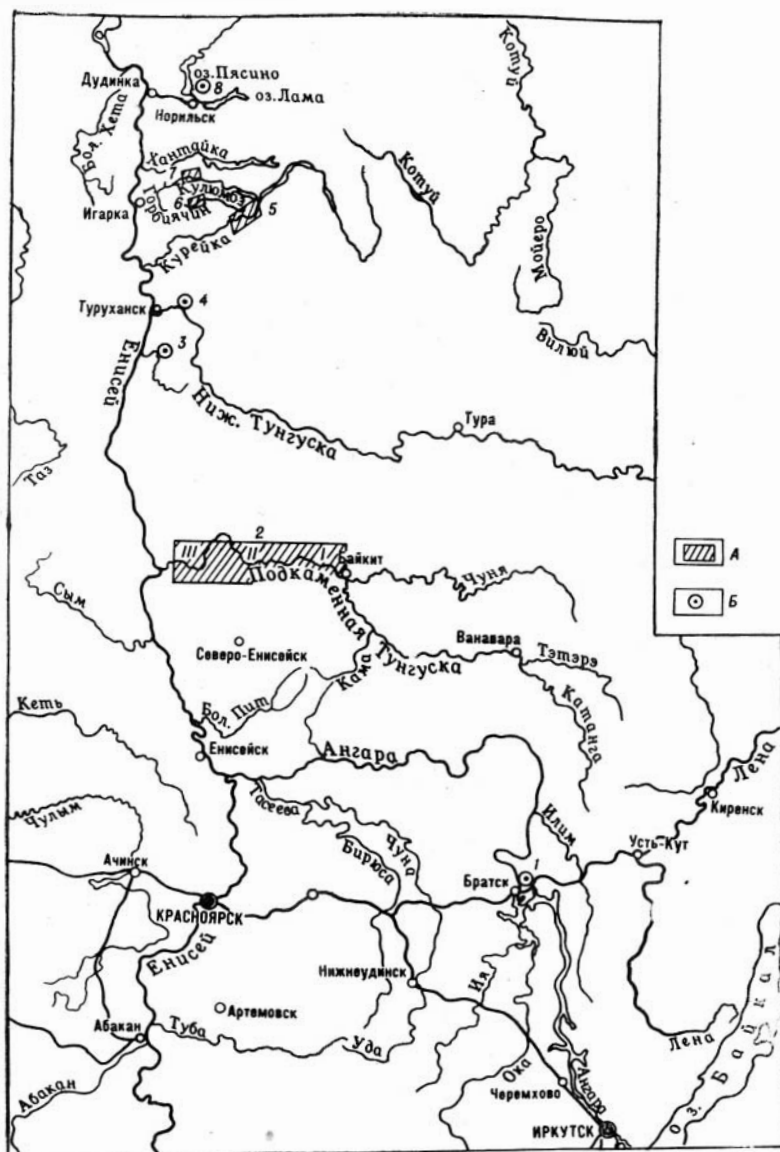 Котуй
оз. Пясино
8
Дудинка
Норильск
оз. Лама
Бол. Хета
Хантайка
7
Кулюмбэ
Котуй
Горбиячин
6
5
Игарка
Курейка
Мойеро
4
Туруханск
3
Вилюй
Енисей
Ниж. Тунгуска
Тура
Таз
А
2
III
II
I
Байкит
Подкаменная Тунгуска
Чуня
Б
Сым
Северо-Енисейск
Кама
Ванавара
Тэтэрэ
Кеть
Бол. Пит
Катанга
Енисейск
Ангара
Лена
Тасеева
Киренск
Чулым
Чуна
Илим
Бирюса
Усть-Кут
Ачинск
1
Братск
КРАСНОЯРСК
Енисей
Нижнеудинск
Ия
Артемовск
Абакан
Туба
Уда
Лена
Ока
Ангара
оз. Байкал
Абакан
Черемхово
ИРКУТСК